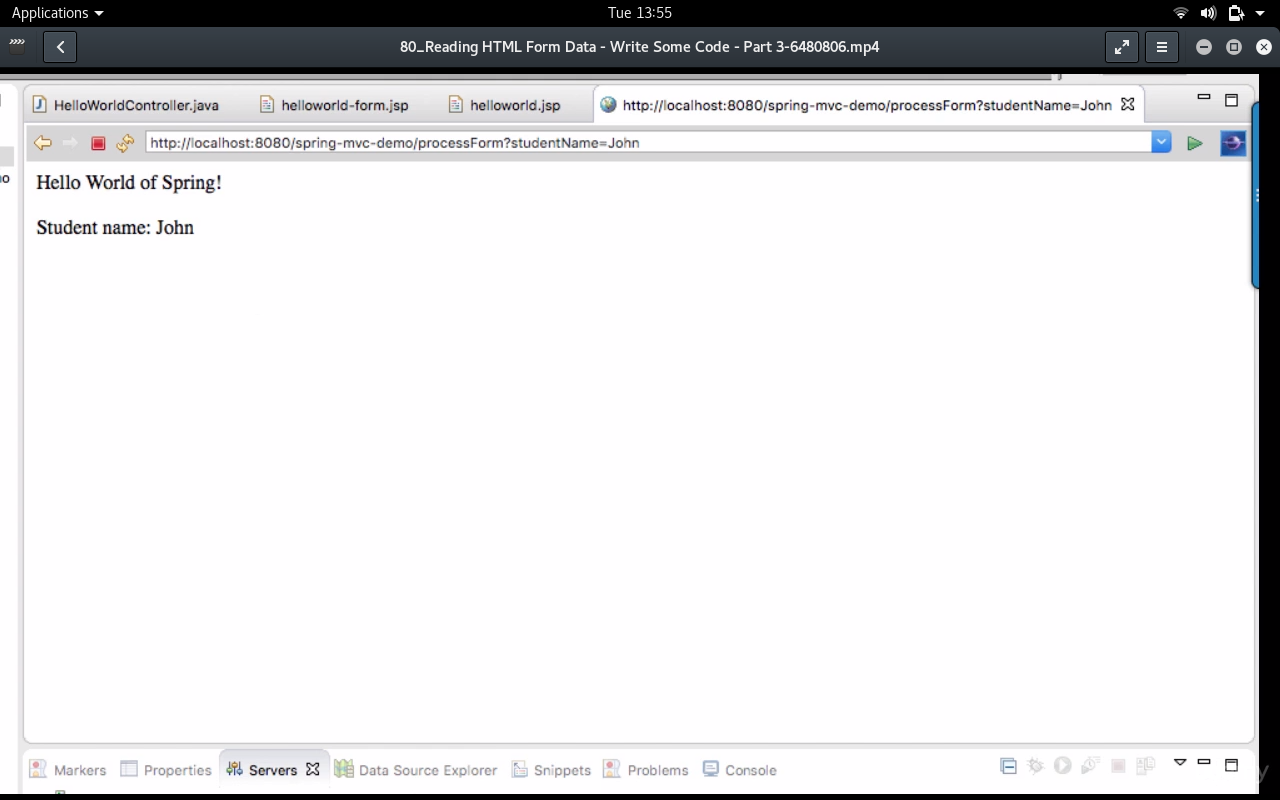 Applications
Tue 13:55
80_Reading HTML Form Data - Write Some Code - Part 3-6480806.mp4
HelloWorldController.java
helloworld-form.jsp
helloworld.jsp
http://localhost:8080/spring-mvc-demo/processForm?studentName=John
http://localhost:8080/spring-mvc-demo/processForm?studentName=John
Hello World of Spring!
Student name: John
Markers
Properties
Servers
Data Source Explorer
Snippets
Problems
Console